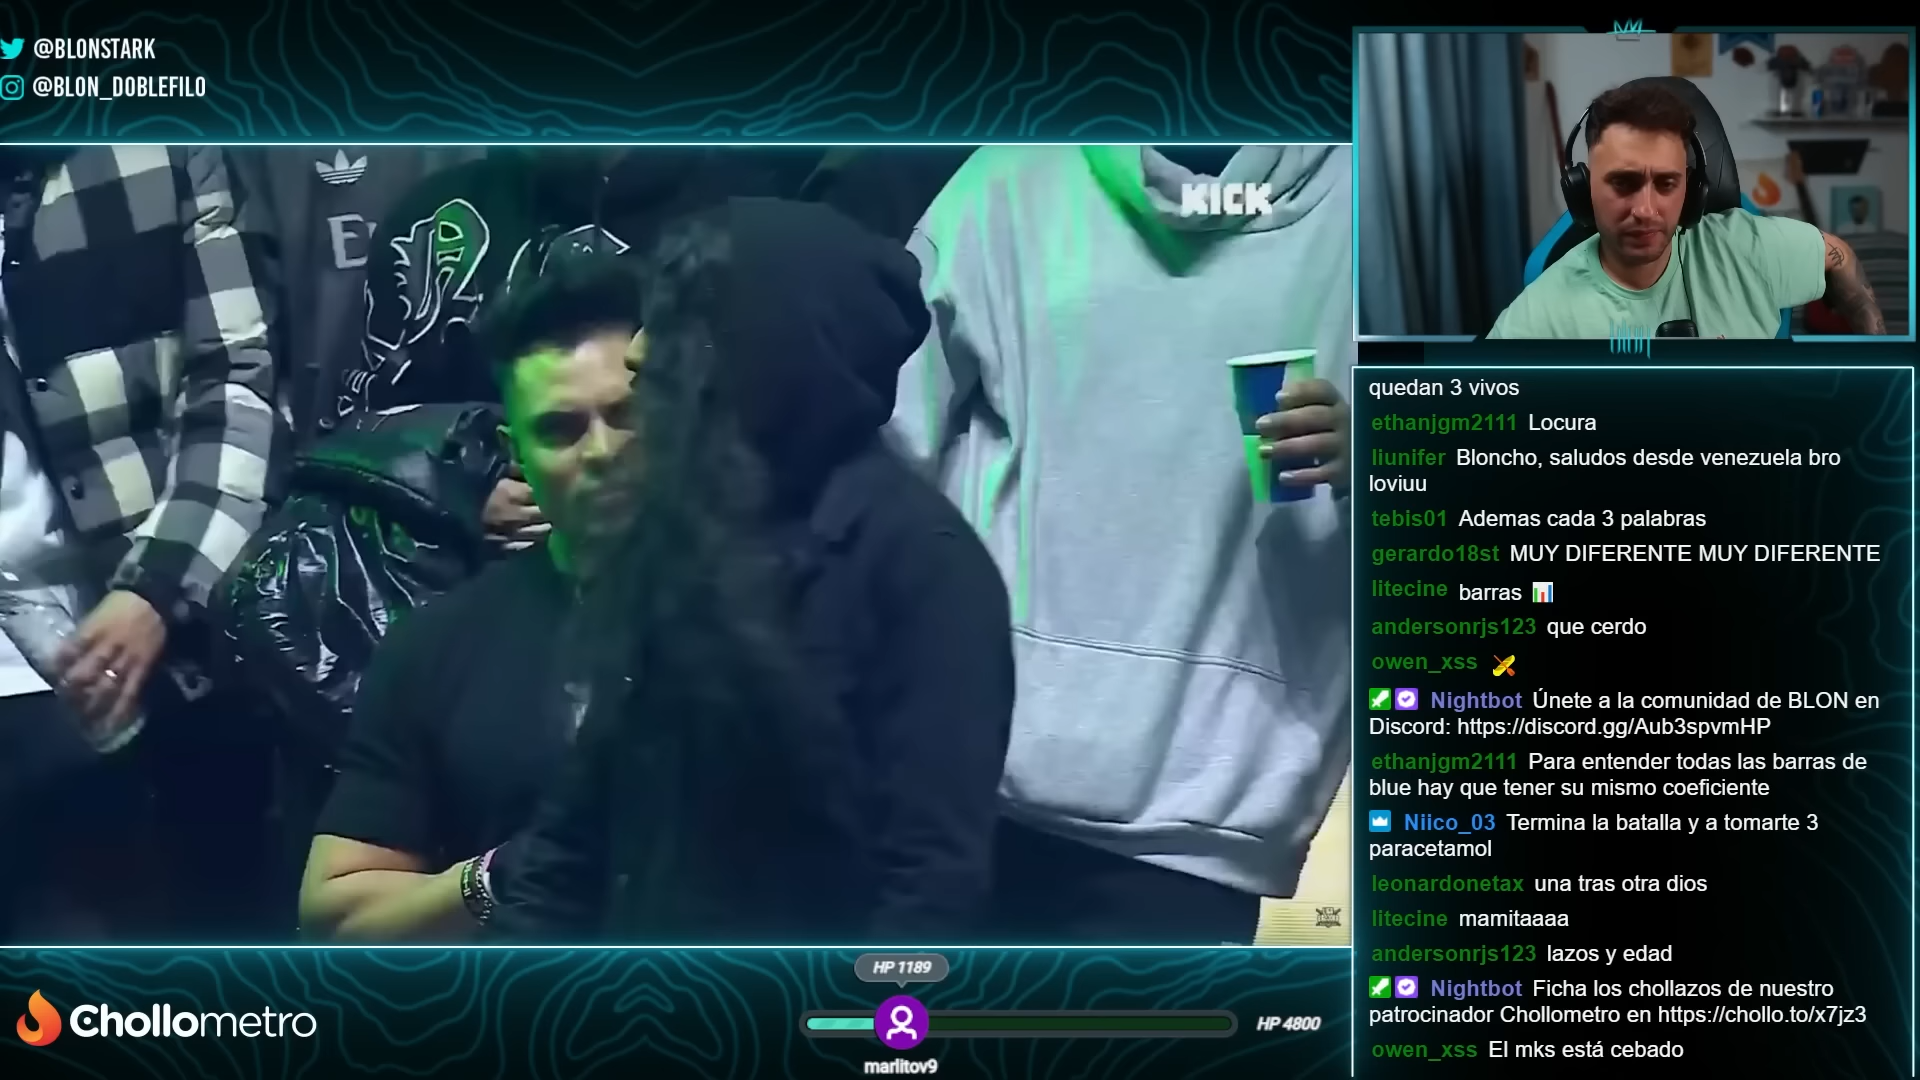 @BLONSTARK
@BLON_DOBLEFILO
KICK
quedan 3 vivos
ethanjgm2111 Locura
liunifer Bloncho, saludos desde venezuela bro
loviuu
tebis01 Ademas cada 3 palabras
gerardo18st MUY DIFERENTE MUY DIFERENTE
litecine barras
andersonrjs123 que cerdo
owen_xss
Nightbot Únete a la comunidad de BLON en
Discord: https://discord.gg/Aub3spvmHP
ethanjgm2111 Para entender todas las barras de
blue hay que tener su mismo coeficiente
Niico_03 Termina la batalla y a tomarte 3
paracetamol
leonardonetax una tras otra dios
litecine mamitaaaa
andersonrjs123 lazos y edad
Nightbot Ficha los chollazos de nuestro
patrocinador Chollometro en https://chollo.to/x7jz3
owen_xss El mks está cebado
HP 1189
Chollometro
HP 4800
marlitov9